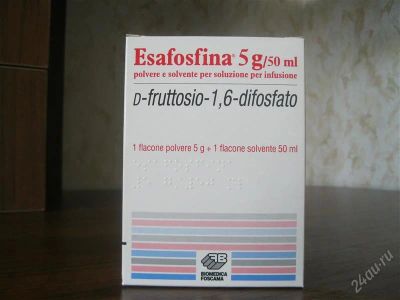 Esafosfina® 5 g/50 ml
polvere e solvente per soluzione per infusione
D-fruttosio-1,6-difosfato
1 flacone polvere 5 g + 1 flacone solvente 50 ml
BIOMEDICA
FOSCAMA
24au.ru